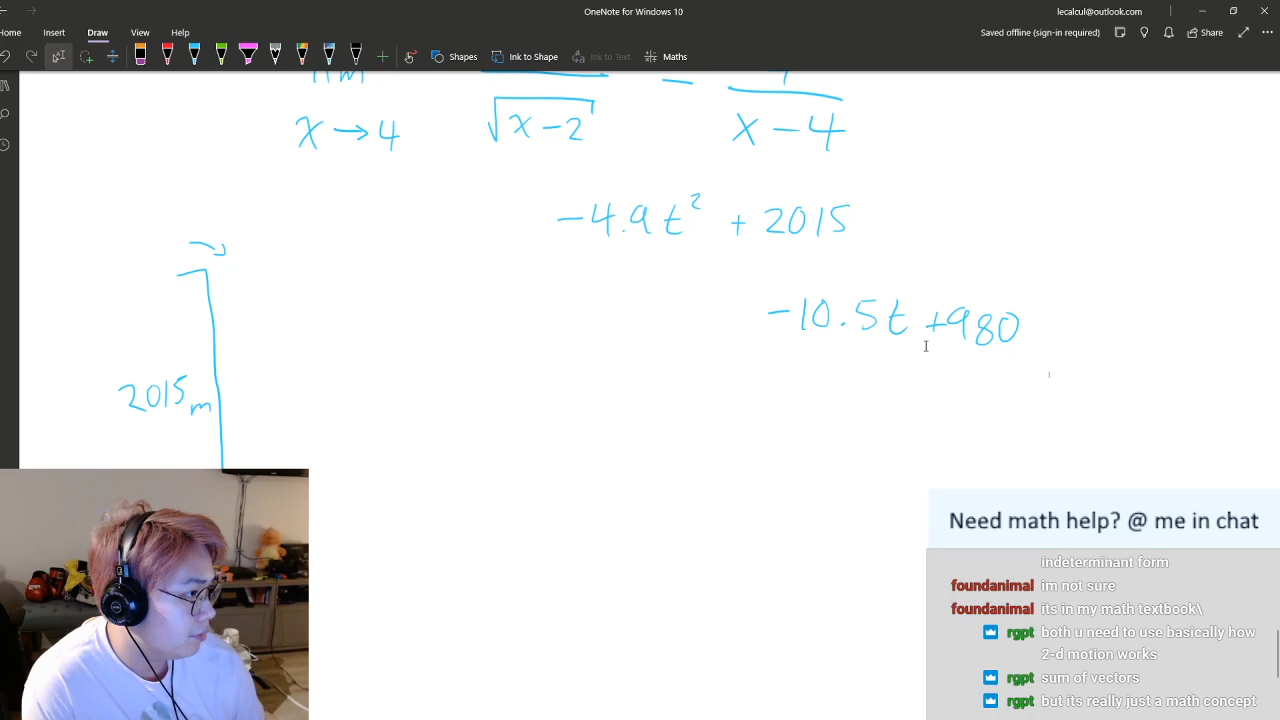 OneNote for Windows 10
lecalcul@outlook.com
Home Insert Draw View Help
Saved offline (sign-in required)
Share
Shapes
Ink to Shape
Ink to Text
Maths
lim
x→4
√x-2
-
x-4
-4.9t² + 2015
-10.5t +980
2015m
Need math help? @ me in chat
indeterminant form
foundanimal im not sure
foundanimal its in my math textbook\
rgpt both u need to use basically how
2-d motion works
rgpt sum of vectors
rgpt but its really just a math concept